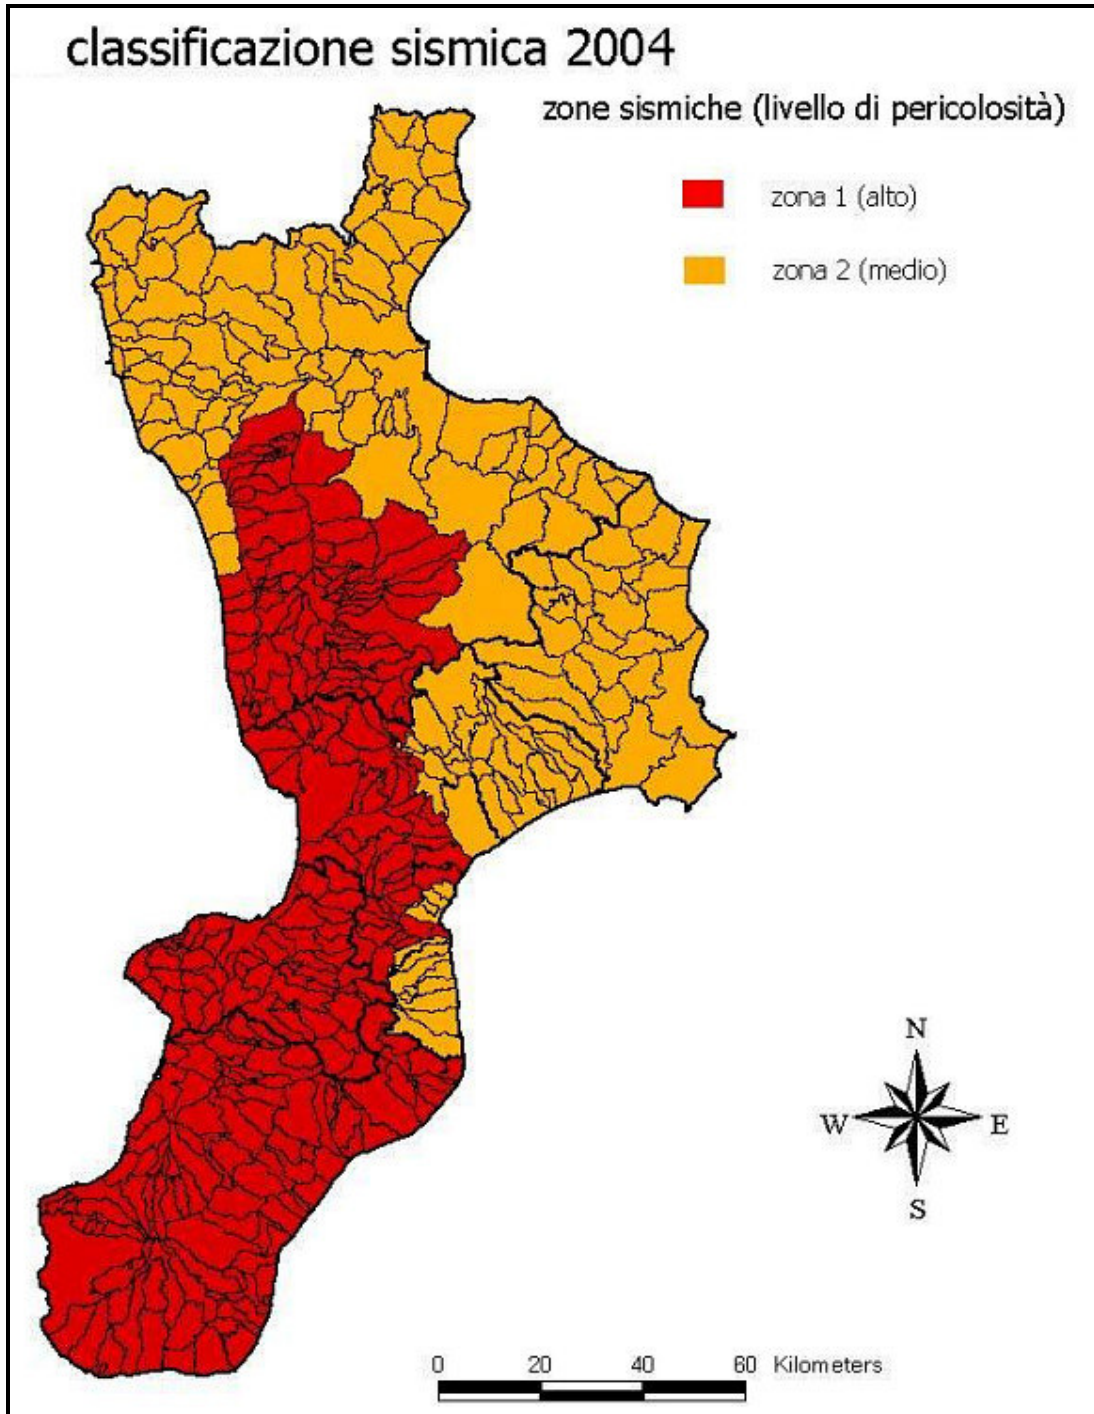 classificazione sismica 2004
zone sismiche (livello di pericolosità)
zona 1 (alto)
zona 2 (medio)
N
W E
S
0 20 40 60 Kilometers